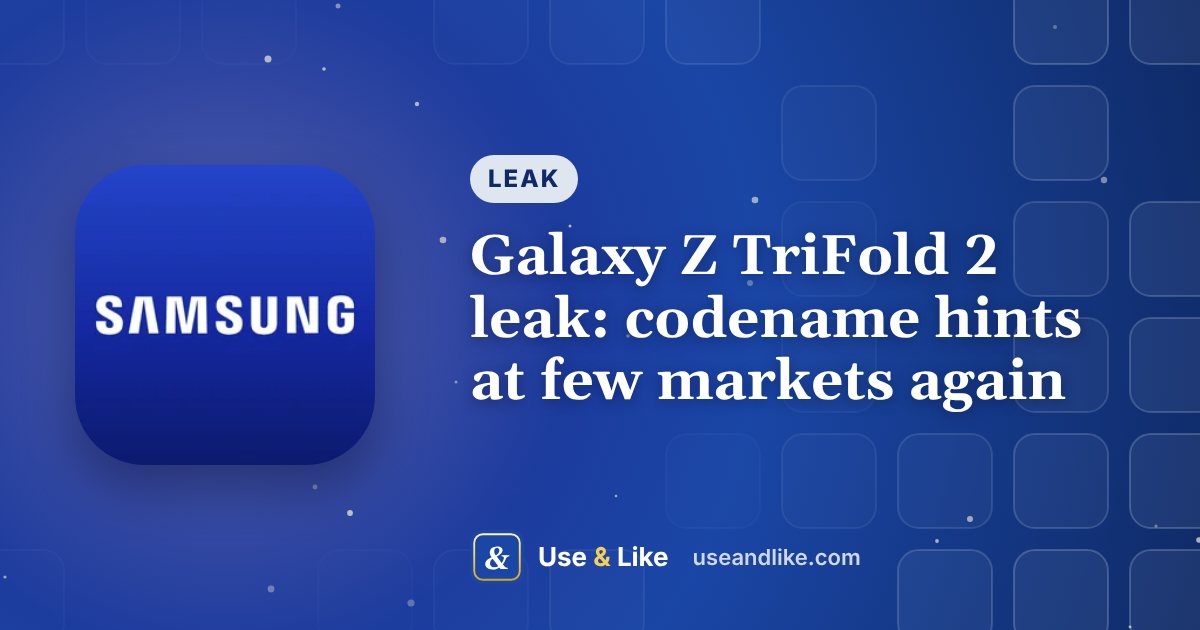 SAMSUNG
LEAK
Galaxy Z TriFold 2
leak: codename hints
at few markets again
& Use & Like useandlike.com